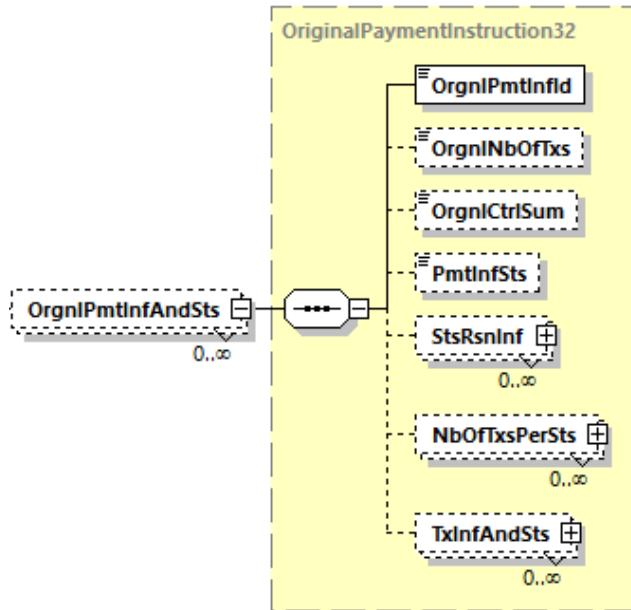 OriginalPaymentInstruction32
OrgnlPmtInfId
OrgnlNbOfTxs
OrgnlCtrlSum
PmtInfSts
OrgnlPmtInfAndSts
0..∞
StsRsnInf
0..∞
NbOfTxsPerSts
0..∞
TxInfAndSts
0..∞